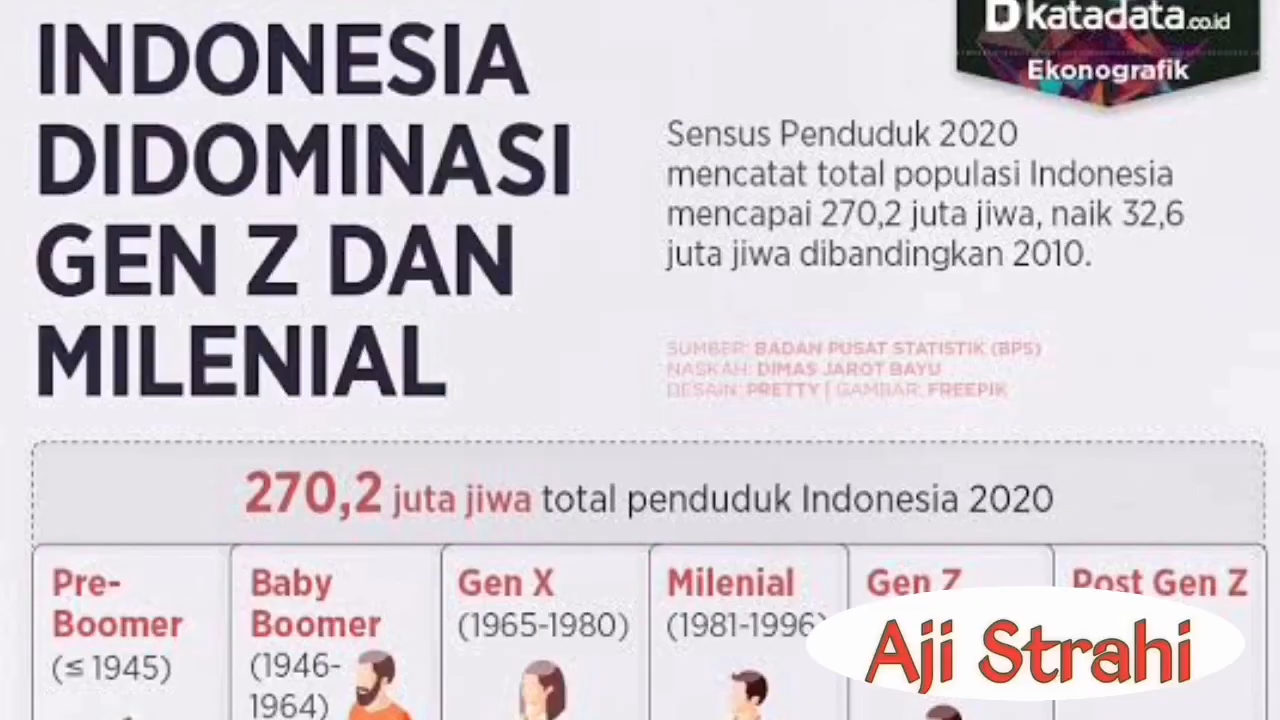 INDONESIA
DIDOMINASI
GEN Z DAN
MILENIAL
katadata.co.id
Ekonografik
Sensus Penduduk 2020
mencatat total populasi Indonesia
mencapai 270,2 juta jiwa, naik 32,6
juta jiwa dibandingkan 2010.
SUMBER: BADAN PUSAT STATISTIK (BPS)
NASKAH: DIMAS JAROT BAYU
DESAIN: PRETTY | GAMBAR: FREEPIK
270,2 juta jiwa total penduduk Indonesia 2020
Pre-
Boomer
(≤ 1945)
Baby
Boomer
(1946-
1964)
Gen X
(1965-1980)
Milenial
(1981-1996)
Gen Z
Post Gen Z
Aji Strahi